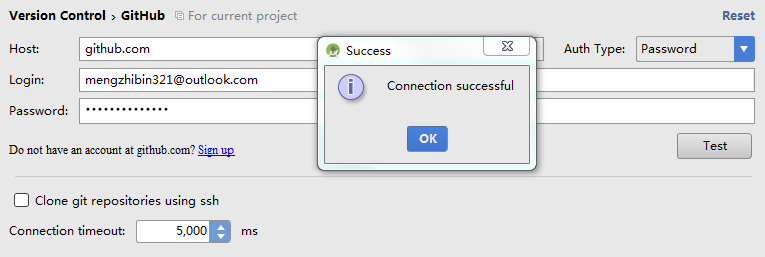 Version Control › GitHub For current project Reset
Host: github.com Auth Type: Password
Success
Login: mengzhibin321@outlook.com
Connection successful
Password: ••••••••••••••
OK
Do not have an account at github.com? Sign up
Test
Clone git repositories using ssh
Connection timeout: 5,000 ms